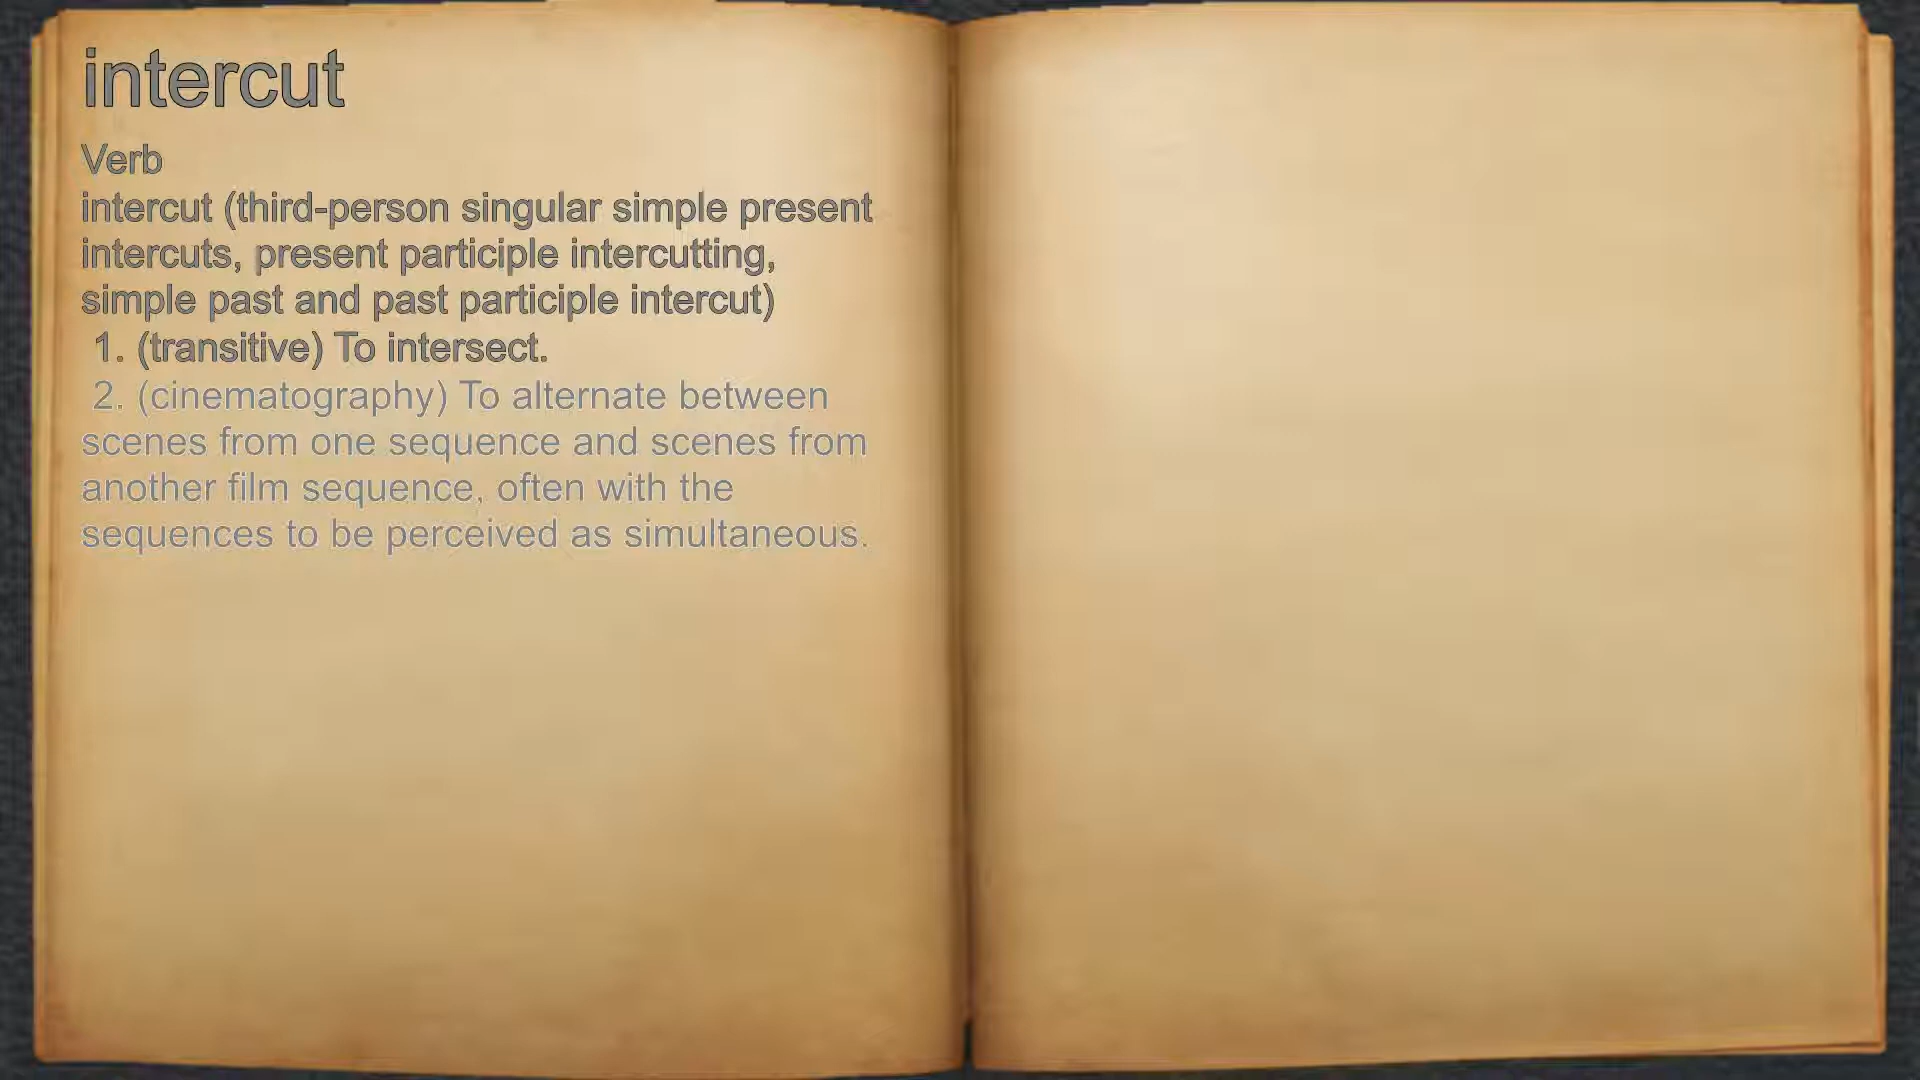 intercut
Verb
intercut (third-person singular simple present
intercuts, present participle intercutting,
simple past and past participle intercut)
1. (transitive) To intersect.
2. (cinematography) To alternate between
scenes from one sequence and scenes from
another film sequence, often with the
sequences to be perceived as simultaneous.